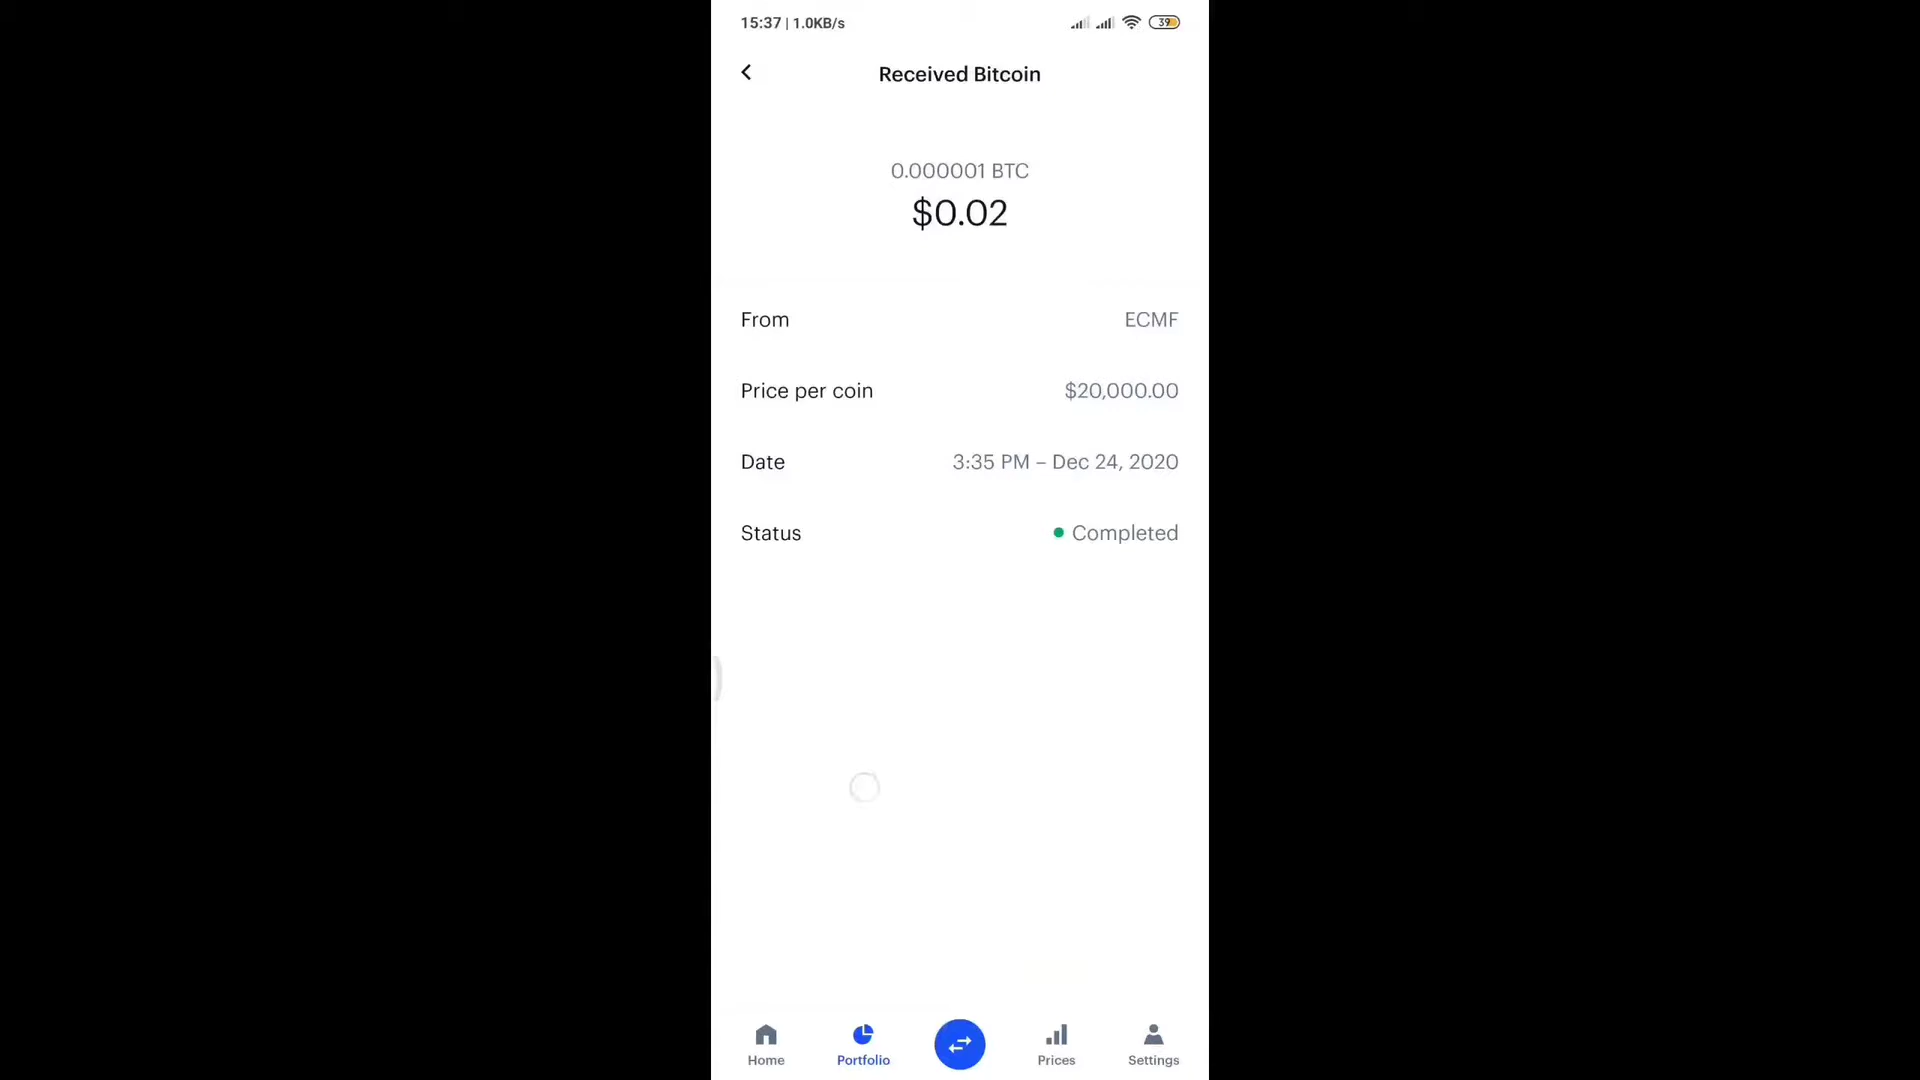 15:37 | 1.0KB/s 39
Received Bitcoin
0.000001 BTC
$0.02
From ECMF
Price per coin $20,000.00
Date 3:35 PM – Dec 24, 2020
Status Completed
Home Portfolio Prices Settings